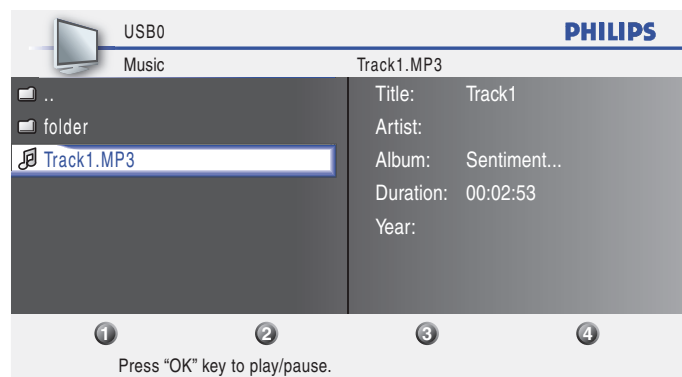 USB0
PHILIPS
Music
Track1.MP3
..
folder
Track1.MP3
Title: Track1
Artist:
Album: Sentiment...
Duration: 00:02:53
Year:
1 2 3 4
Press “OK” key to play/pause.